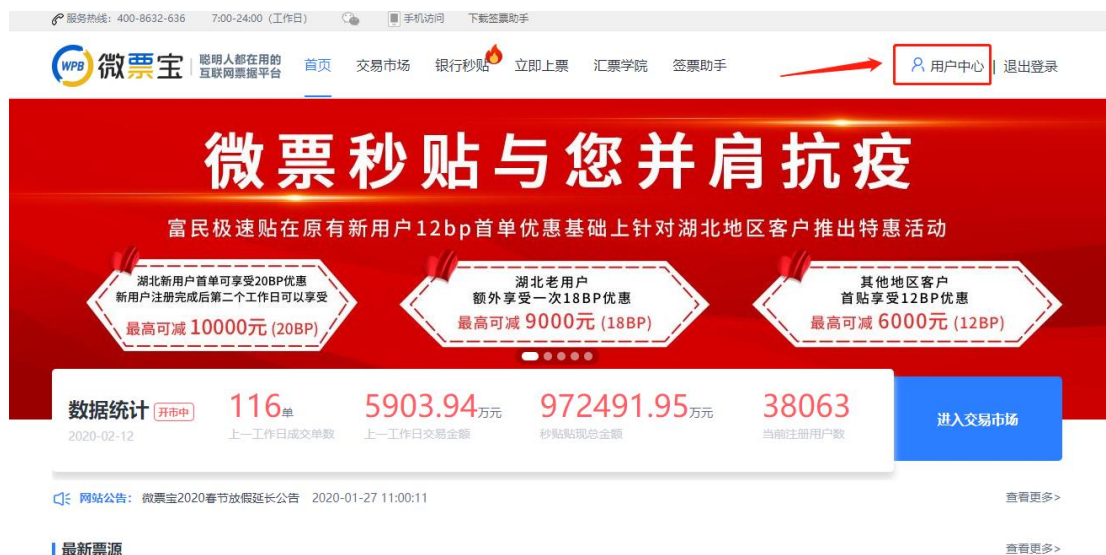 服务热线：400-8632-636 7:00-24:00（工作日） 手机访问 下载签票助手
WPB 微票宝 聪明人都在用的
互联网票据平台
首页 交易市场 银行秒贴 立即上票 汇票学院 签票助手 用户中心 | 退出登录
微票秒贴与您并肩抗疫
富民极速贴在原有新用户12bp首单优惠基础上针对湖北地区客户推出特惠活动
湖北新用户首单可享受20BP优惠
新用户注册完成后第二个工作日可以享受
最高可减 10000元 (20BP)
湖北老用户
额外享受一次18BP优惠
最高可减 9000元 (18BP)
其他地区客户
首贴享受12BP优惠
最高可减 6000元 (12BP)
数据统计 开市中
2020-02-12
116单
上一工作日成交单数
5903.94万元
上一工作日交易金额
972491.95万元
秒贴贴现总金额
38063
当前注册用户数
进入交易市场
网站公告： 微票宝2020春节放假延长公告 2020-01-27 11:00:11 查看更多>
最新票源 查看更多>